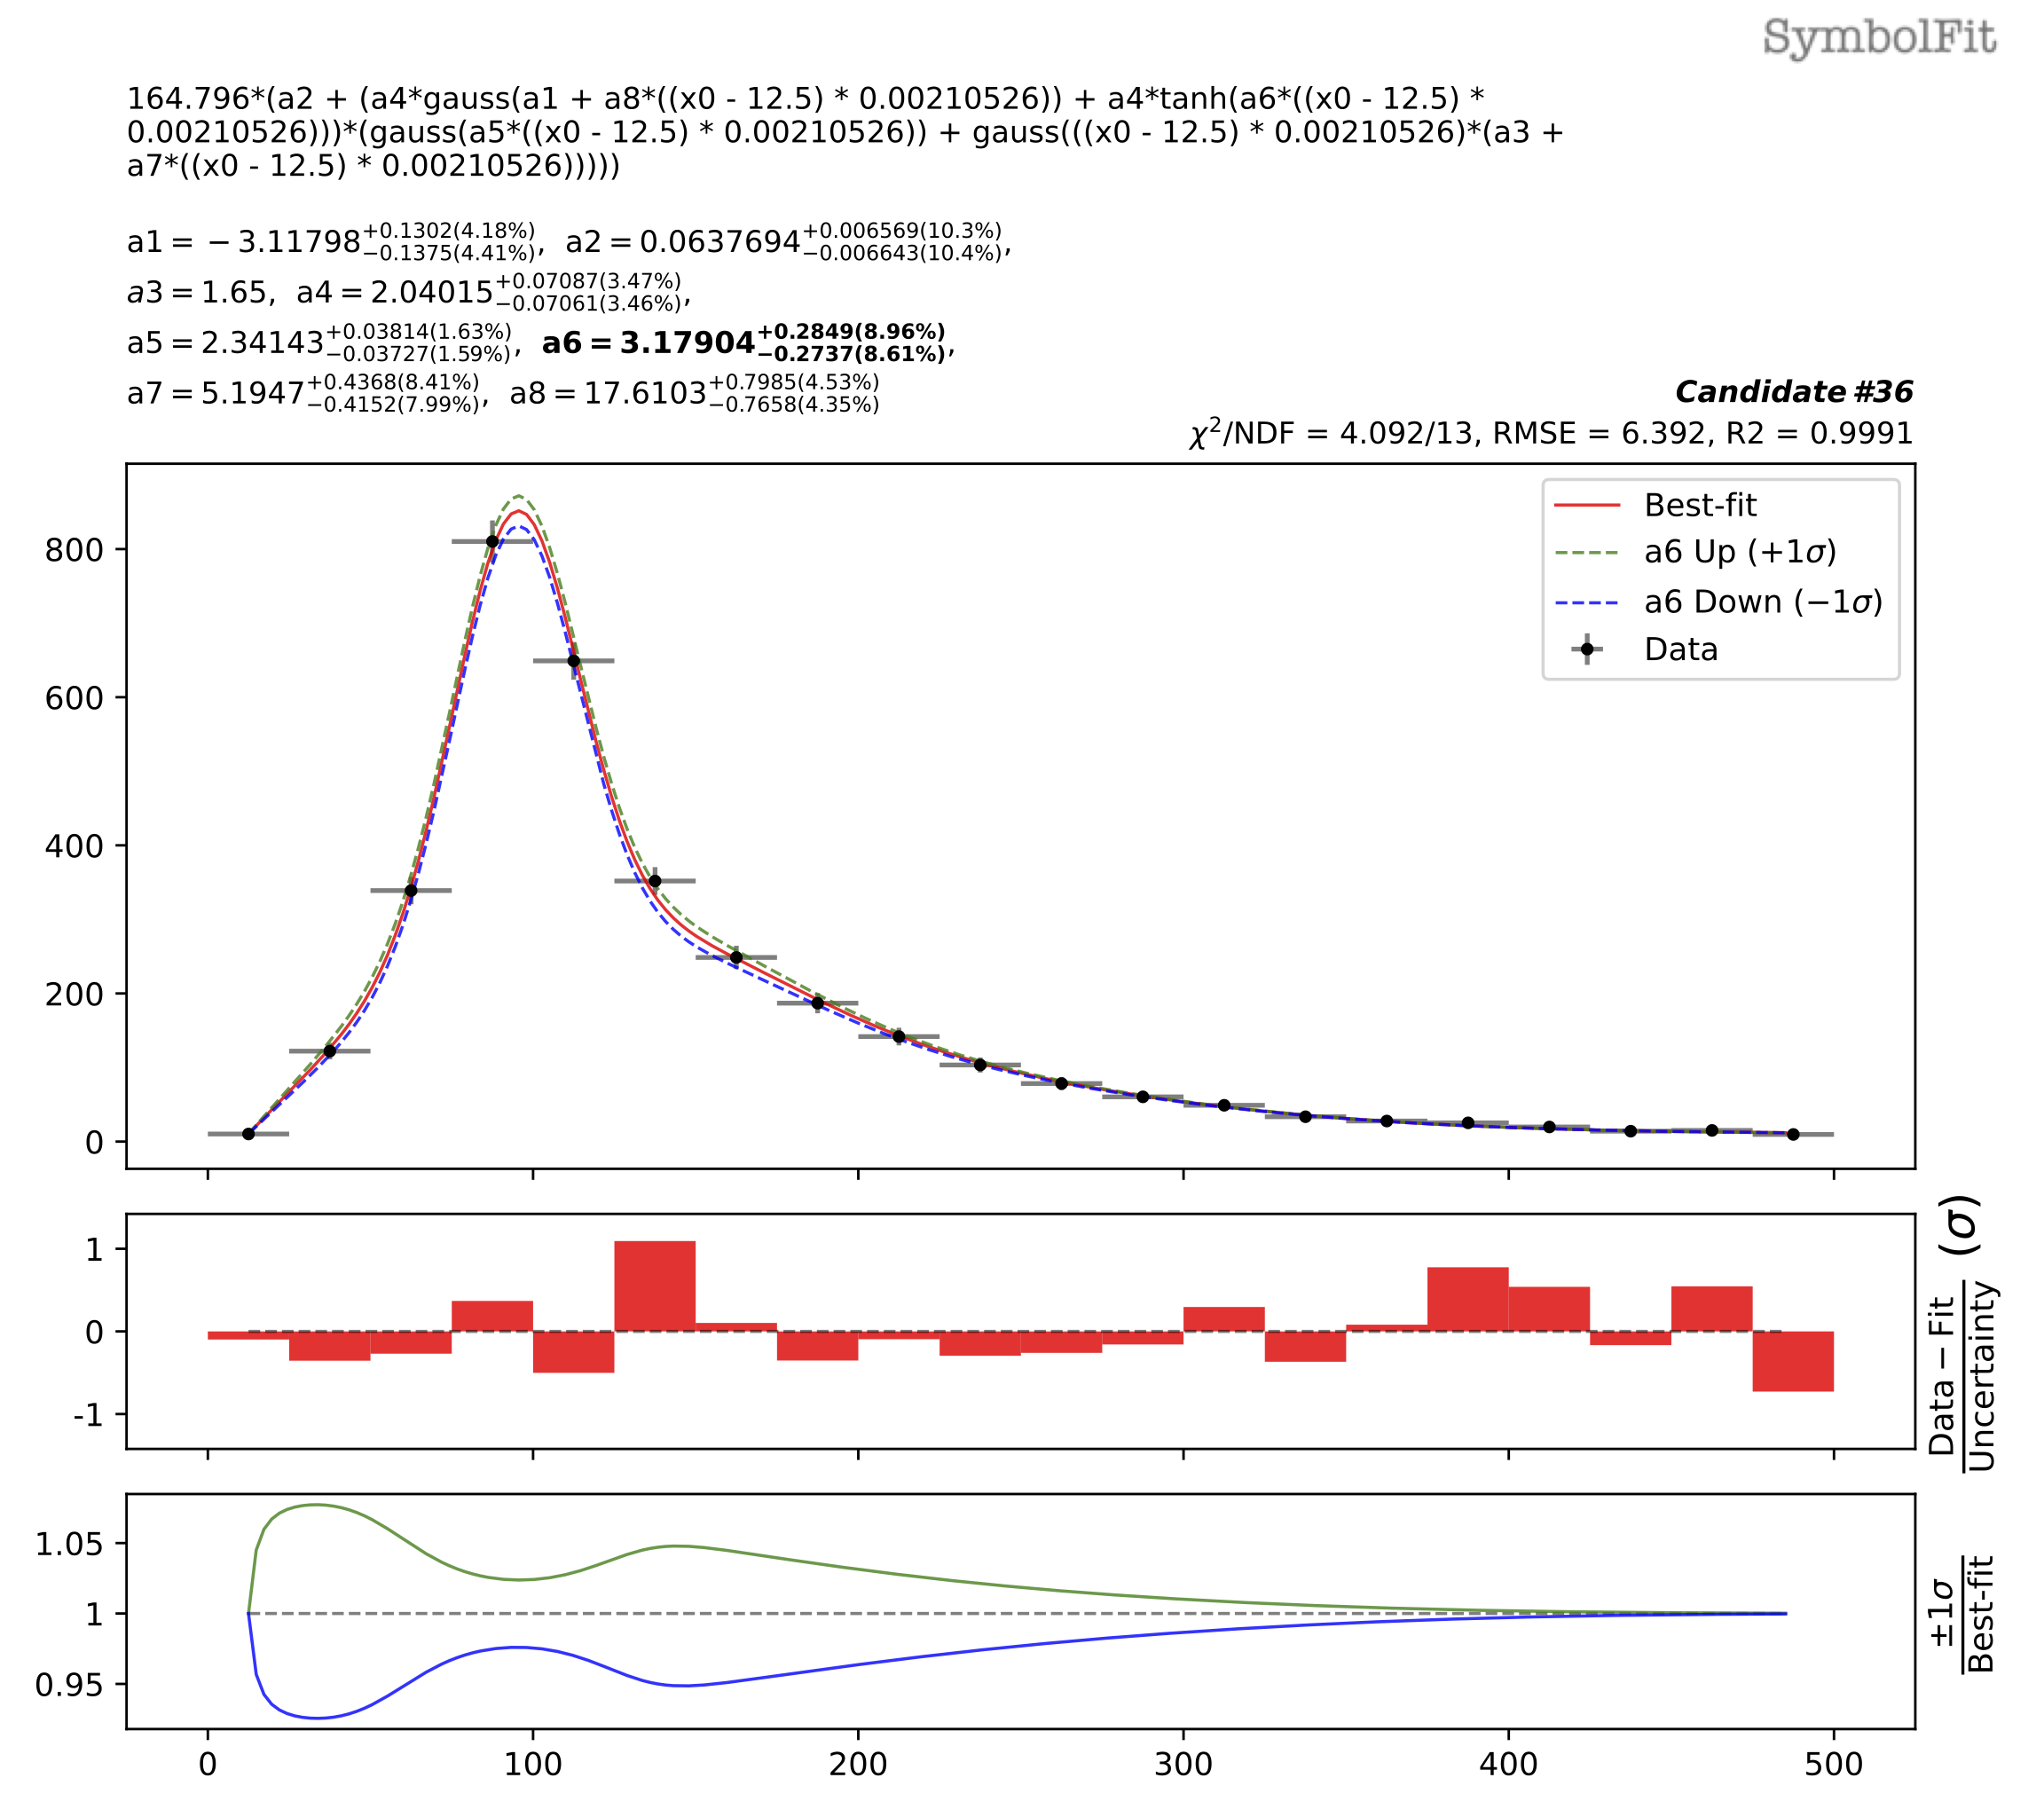 SymbolFit
164.796*(a2 + (a4*gauss(a1 + a8*((x0 - 12.5) * 0.00210526)) + a4*tanh(a6*((x0 - 12.5) *
0.00210526)))*(gauss(a5*((x0 - 12.5) * 0.00210526)) + gauss(((x0 - 12.5) * 0.00210526)*(a3 +
a7*((x0 - 12.5) * 0.00210526)))))
a1 = −3.11798 +0.1302(4.18%) −0.1375(4.41%), a2 = 0.0637694 +0.006569(10.3%) −0.006643(10.4%),
a3 = 1.65, a4 = 2.04015 +0.07087(3.47%) −0.07061(3.46%),
a5 = 2.34143 +0.03814(1.63%) −0.03727(1.59%), a6 = 3.17904 +0.2849(8.96%) −0.2737(8.61%),
a7 = 5.1947 +0.4368(8.41%) −0.4152(7.99%), a8 = 17.6103 +0.7985(4.53%) −0.7658(4.35%)
Candidate #36
χ²/NDF = 4.092/13, RMSE = 6.392, R2 = 0.9991
Best-fit
a6 Up (+1σ)
a6 Down (−1σ)
Data
800
600
400
200
0
1
0
-1
Data − Fit
Uncertainty
(σ)
1.05
1
0.95
±1σ
Best-fit
0 100 200 300 400 500